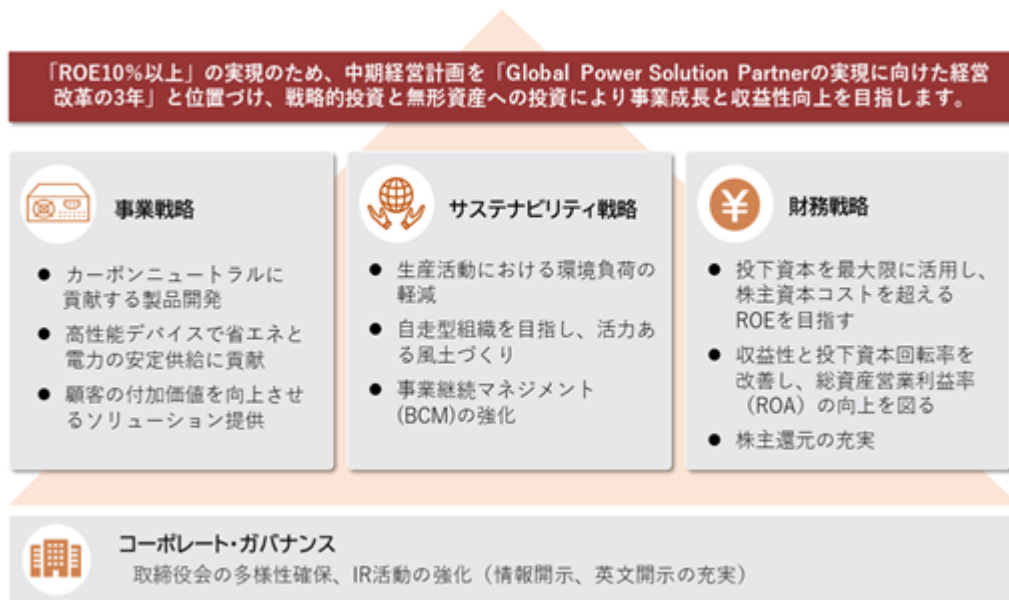 「ROE10%以上」の実現のため、中期経営計画を「Global Power Solution Partnerの実現に向けた経営
改革の3年」と位置づけ、戦略的投資と無形資産への投資により事業成長と収益性向上を目指します。
事業戦略
● カーボンニュートラルに
貢献する製品開発
● 高性能デバイスで省エネと
電力の安定供給に貢献
● 顧客の付加価値を向上させ
るソリューション提供
サステナビリティ戦略
● 生産活動における環境負荷の
軽減
● 自走型組織を目指し、活力あ
る風土づくり
● 事業継続マネジメント
(BCM)の強化
¥
財務戦略
● 投下資本を最大限に活用し、
株主資本コストを超える
ROEを目指す
● 収益性と投下資本回転率を
改善し、総資産営業利益率
（ROA）の向上を図る
● 株主還元の充実
コーポレート・ガバナンス
取締役会の多様性確保、IR活動の強化（情報開示、英文開示の充実）